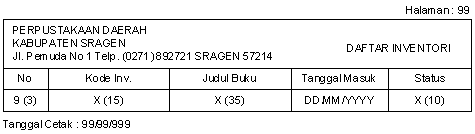 Halaman : 99
PERPUSTAKAAN DAERAH
KABUPATEN SRAGEN
Jl. Pemuda No 1 Telp. (0271) 892721 SRAGEN 57214
DAFTAR INVENTORI
No Kode Inv. Judul Buku Tanggal Masuk Status
9 (3) X (15) X (35) DD/MM/YYYY X (10)
Tanggal Cetak : 99/99/999